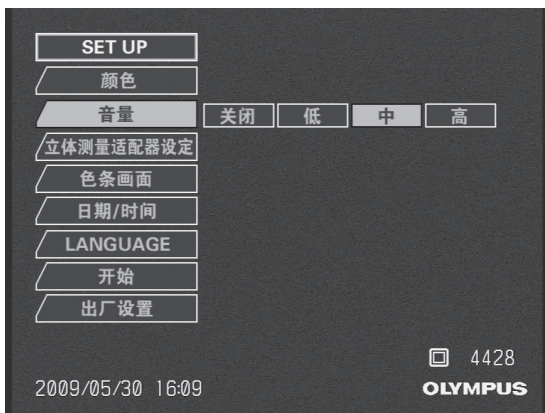 SET UP
颜色
音量 关闭 低 中 高
立体测量适配器设定
色条画面
日期/时间
LANGUAGE
开始
出厂设置
4428
2009/05/30 16:09 OLYMPUS